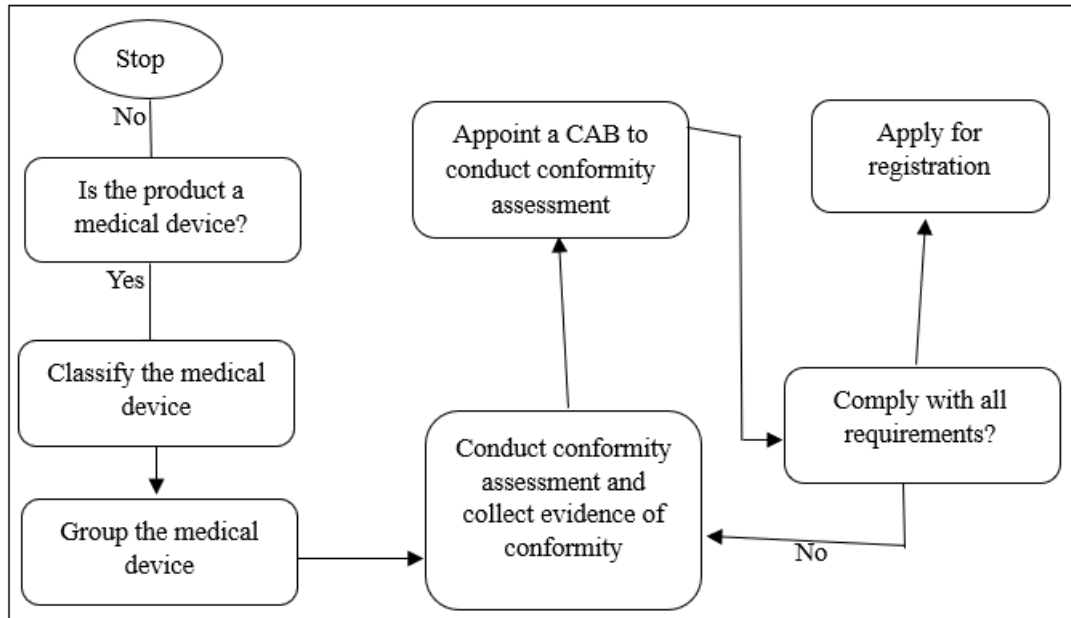 Stop
No
Is the product a
medical device?
Yes
Classify the medical
device
Group the medical
device
Conduct conformity
assessment and
collect evidence of
conformity
Appoint a CAB to
conduct conformity
assessment
Comply with all
requirements?
No
Apply for
registration